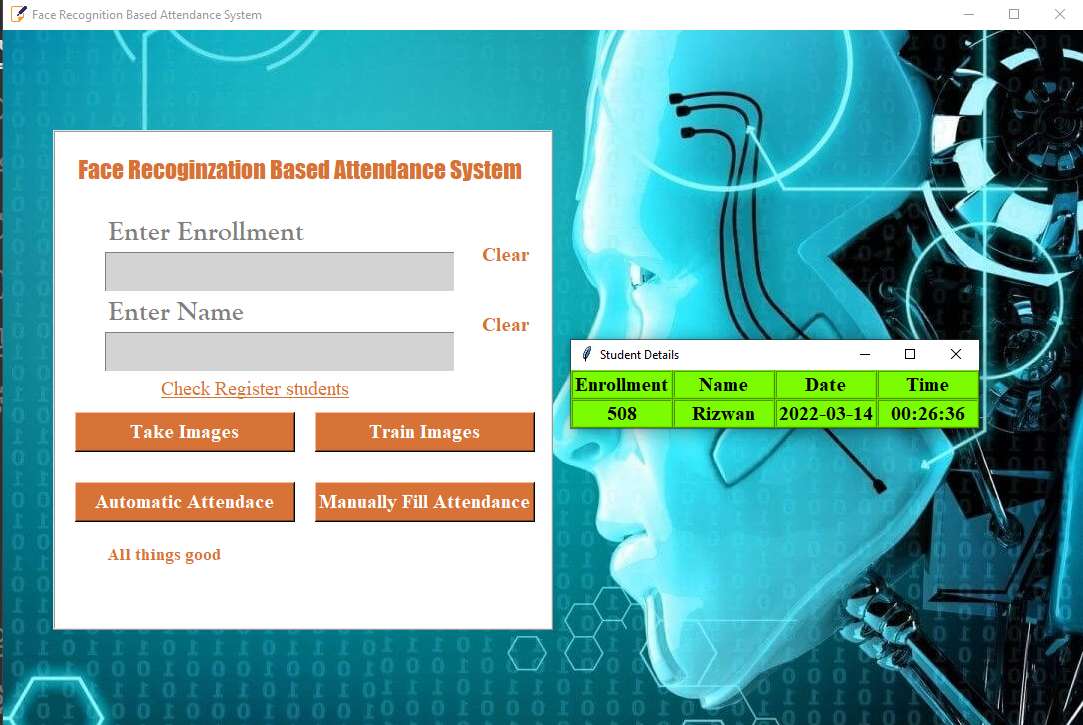 Face Recognition Based Attendance System
Face Recoginzation Based Attendance System
Enter Enrollment
Clear
Enter Name
Clear
Check Register students
Take Images Train Images
Automatic Attendace Manually Fill Attendance
All things good
Student Details
Enrollment Name Date Time
508 Rizwan 2022-03-14 00:26:36